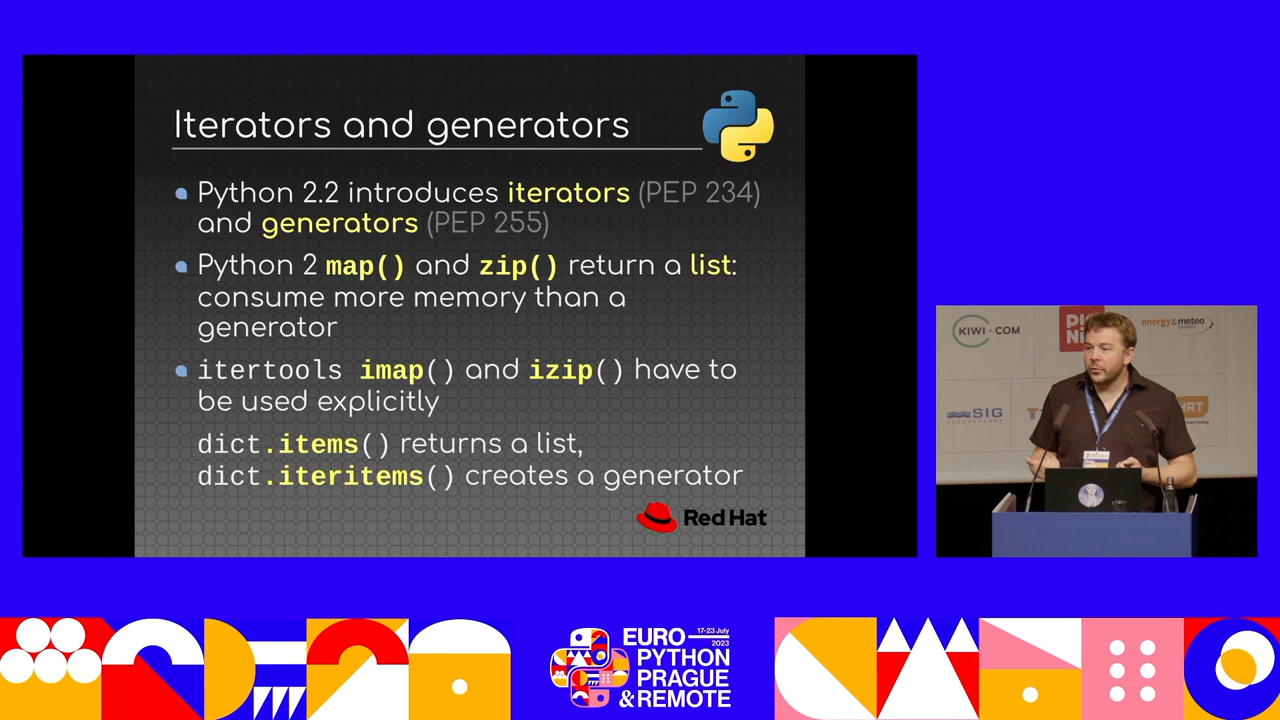 Iterators and generators
Python 2.2 introduces iterators (PEP 234)
and generators (PEP 255)
Python 2 map() and zip() return a list:
consume more memory than a
generator
itertools imap() and izip() have to
be used explicitly
dict.items() returns a list,
dict.iteritems() creates a generator
Red Hat
KIWI.COM
energy&meteo
systems
SIG
HRT
EURO 17-23 July
2023
PYTHON
PRAGUE
&REMOTE